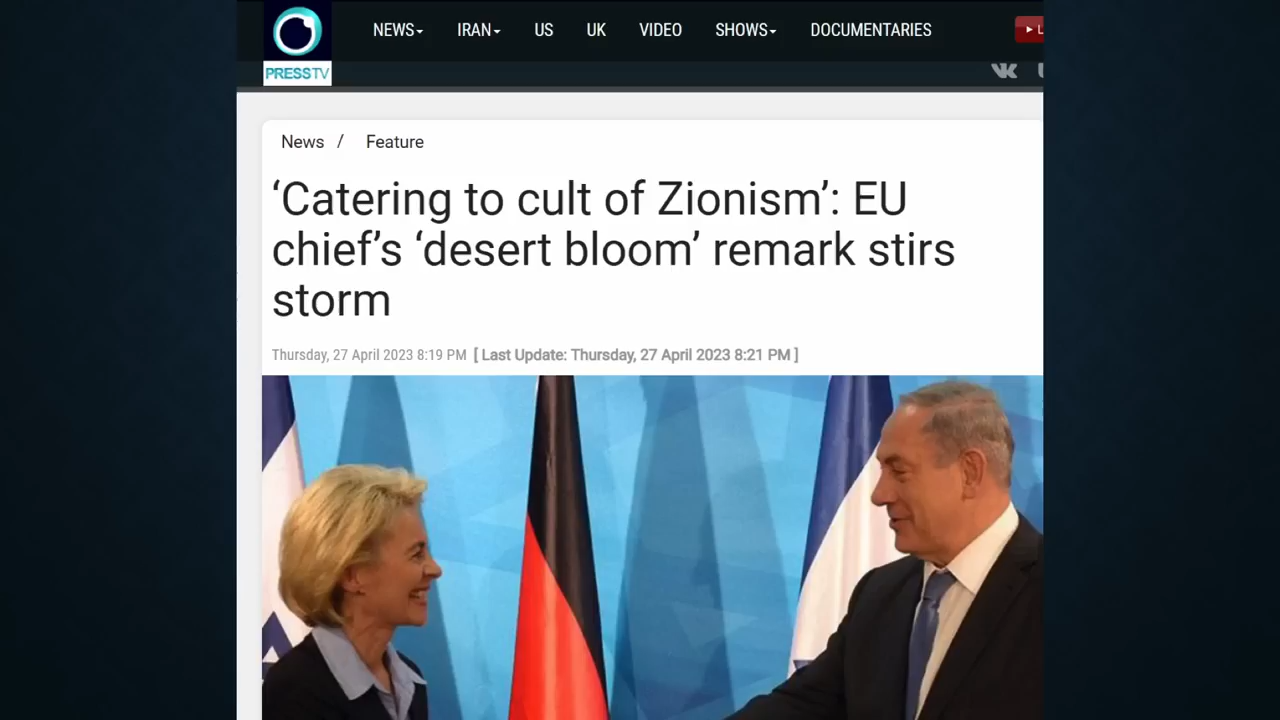 NEWS IRAN US UK VIDEO SHOWS DOCUMENTARIES
PRESSTV
News / Feature
‘Catering to cult of Zionism’: EU
chief’s ‘desert bloom’ remark stirs
storm
Thursday, 27 April 2023 8:19 PM [ Last Update: Thursday, 27 April 2023 8:21 PM ]